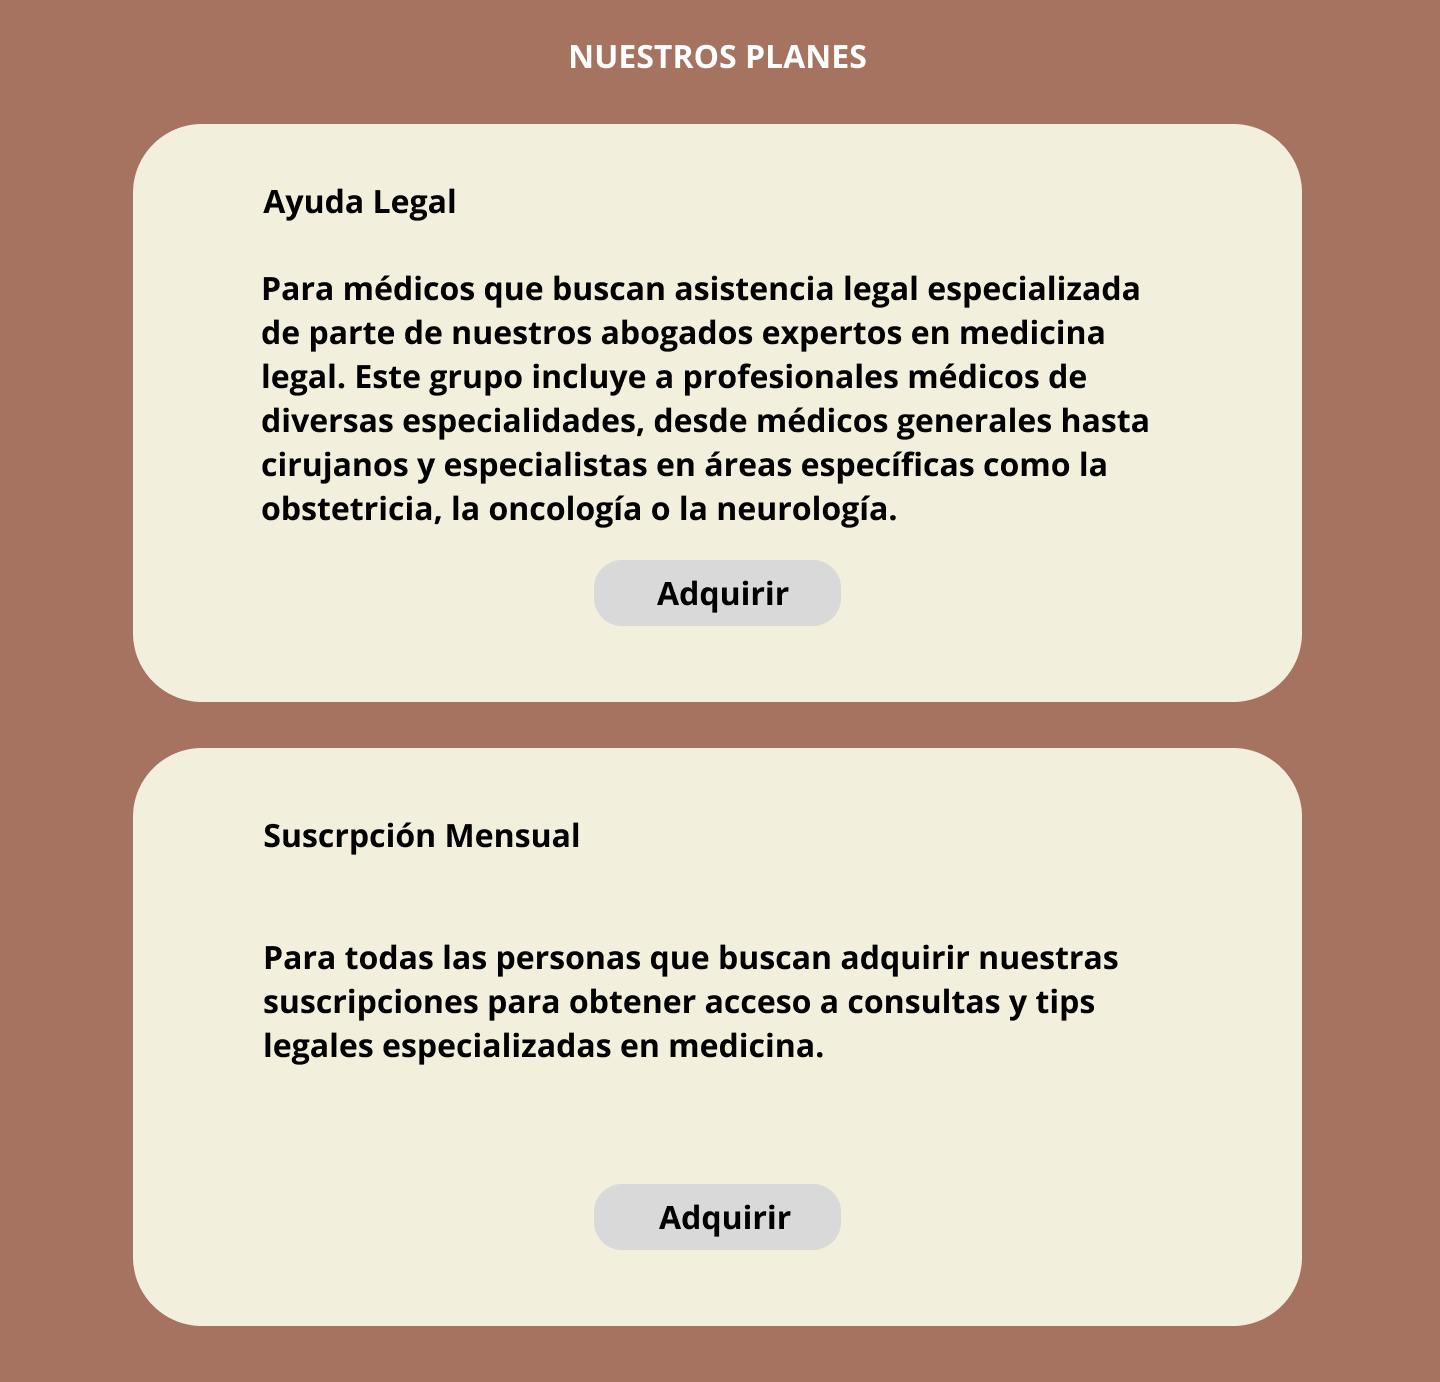 NUESTROS PLANES
Ayuda Legal
Para médicos que buscan asistencia legal especializada
de parte de nuestros abogados expertos en medicina
legal. Este grupo incluye a profesionales médicos de
diversas especialidades, desde médicos generales hasta
cirujanos y especialistas en áreas específicas como la
obstetricia, la oncología o la neurología.
Adquirir
Suscrpción Mensual
Para todas las personas que buscan adquirir nuestras
suscripciones para obtener acceso a consultas y tips
legales especializadas en medicina.
Adquirir